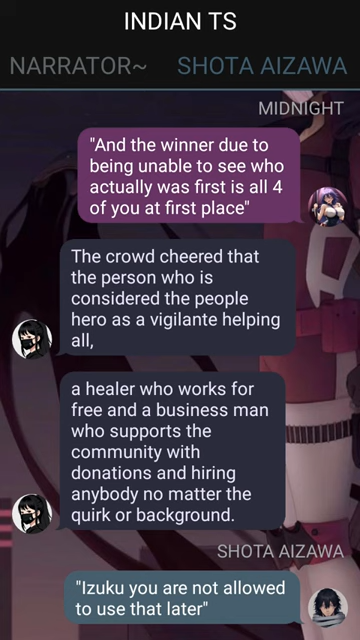 INDIAN TS
NARRATOR~ SHOTA AIZAWA
MIDNIGHT
"And the winner due to
being unable to see who
actually was first is all 4
of you at first place"
The crowd cheered that
the person who is
considered the people
hero as a vigilante helping
all,
a healer who works for
free and a business man
who supports the
community with
donations and hiring
anybody no matter the
quirk or background.
SHOTA AIZAWA
"Izuku you are not allowed
to use that later"